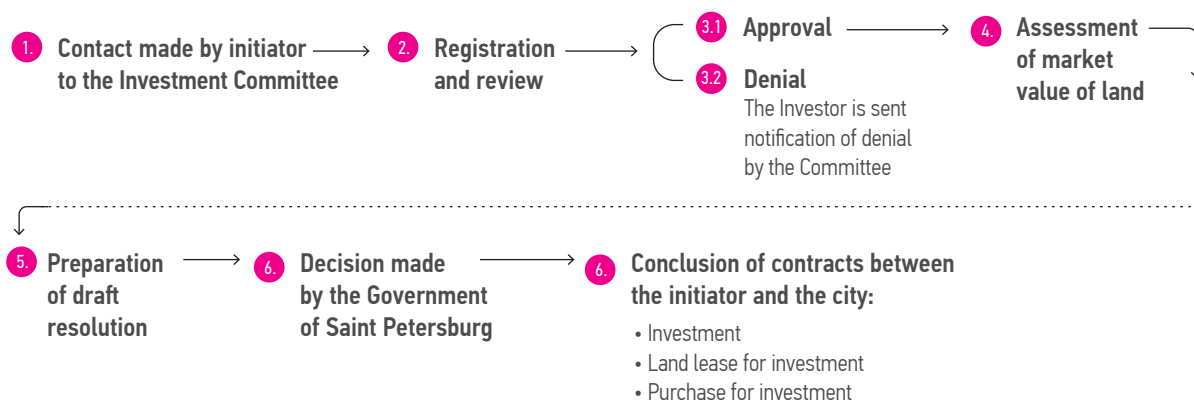 1. Contact made by initiator
to the Investment Committee
2. Registration
and review
3.1 Approval
3.2 Denial
The Investor is sent
notification of denial
by the Committee
4. Assessment
of market
value of land
5. Preparation
of draft
resolution
6. Decision made
by the Government
of Saint Petersburg
6. Conclusion of contracts between
the initiator and the city:
• Investment
• Land lease for investment
• Purchase for investment